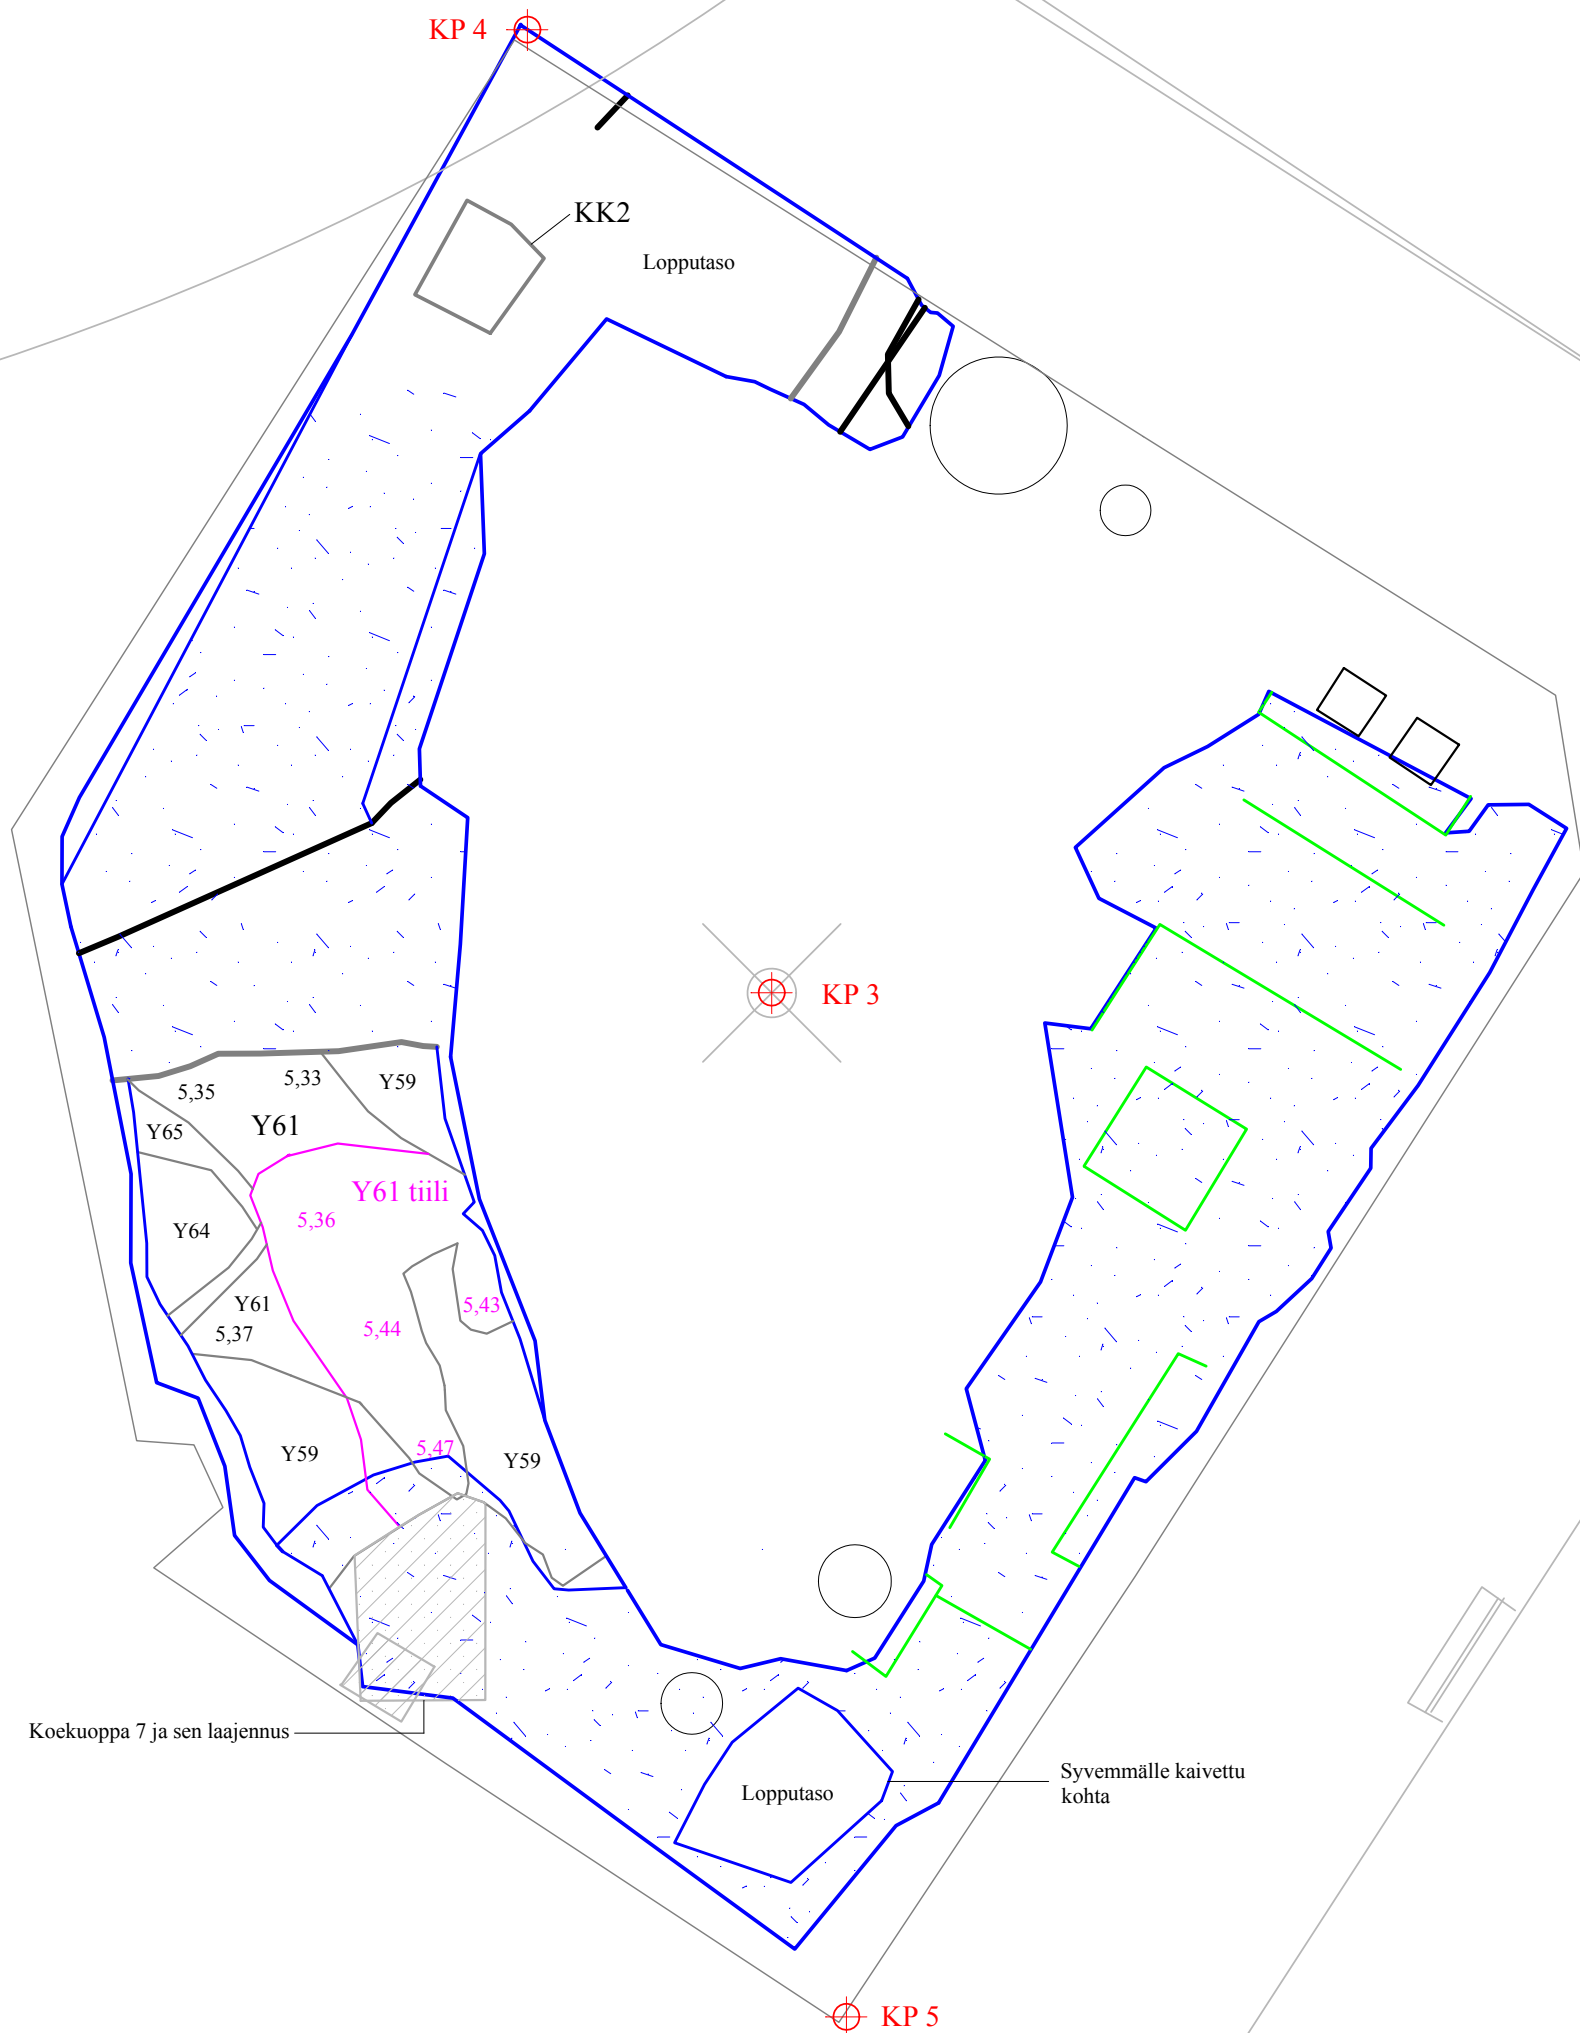 KP 4
KK2
Lopputaso
KP 3
5,35
5,33
Y59
Y65
Y61
Y61 tiili
5,36
Y64
Y61
5,43
5,37
5,44
Y59
5,47
Y59
Koekuoppa 7 ja sen laajennus
Syvemmälle kaivettu
kohta
Lopputaso
KP 5